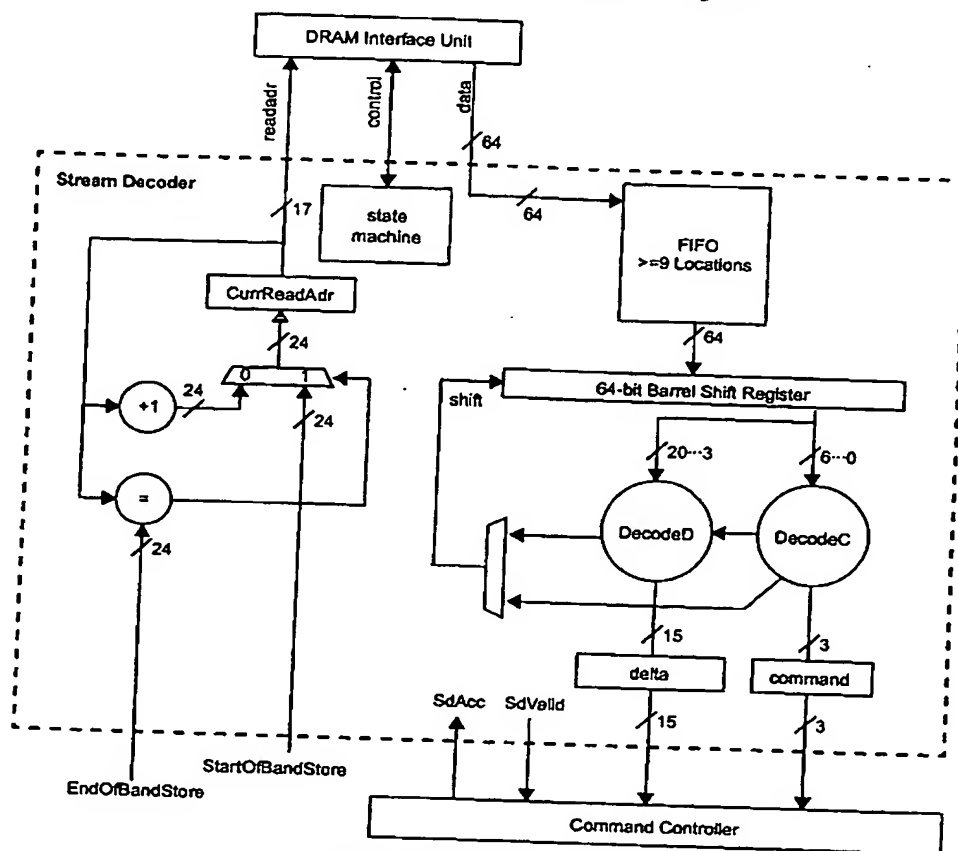 DRAM Interface Unit
readadr
control
data
64
Stream Decoder
17
state
machine
64
FIFO
>=9 Locations
CurrReadAdr
24
64
0 1
64-bit Barrel Shift Register
shift
+1
24
24
20...3
6...0
=
24
DecodeD
DecodeC
15
3
delta
command
SdAcc
SdValid
15
3
StartOfBandStore
EndOfBandStore
Command Controller